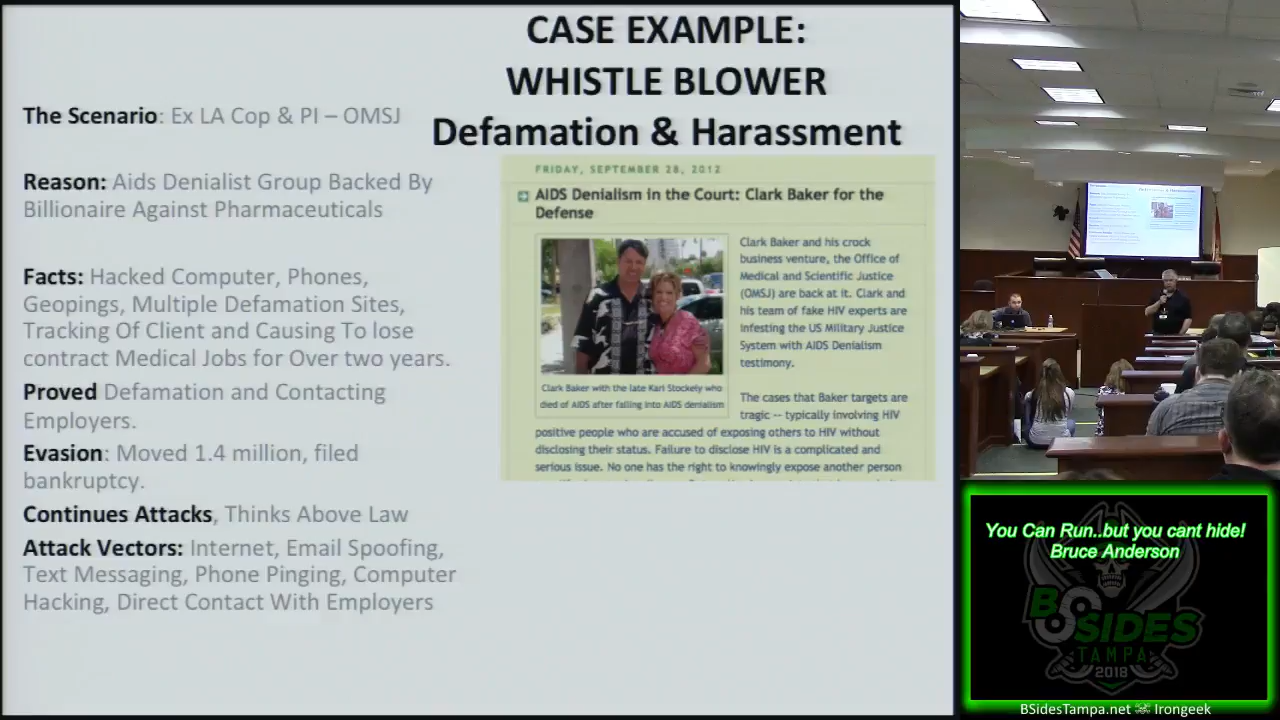 CASE EXAMPLE:
WHISTLE BLOWER
Defamation & Harassment
The Scenario: Ex LA Cop & PI – OMSJ
Reason: Aids Denialist Group Backed By
Billionaire Against Pharmaceuticals
Facts: Hacked Computer, Phones,
Geopings, Multiple Defamation Sites,
Tracking Of Client and Causing To lose
contract Medical Jobs for Over two years.
Proved Defamation and Contacting
Employers.
Evasion: Moved 1.4 million, filed
bankruptcy.
Continues Attacks, Thinks Above Law
Attack Vectors: Internet, Email Spoofing,
Text Messaging, Phone Pinging, Computer
Hacking, Direct Contact With Employers
FRIDAY, SEPTEMBER 28, 2012
AIDS Denialism in the Court: Clark Baker for the
Defense
Clark Baker and his crock
business venture, the Office of
Medical and Scientific Justice
(OMSJ) are back at it. Clark and
his team of fake HIV experts are
infesting the US Military Justice
System with AIDS Denialism
testimony.
Clark Baker with the late Karl Stockely who
died of AIDS after falling into AIDS denialism
The cases that Baker targets are
tragic -- typically involving HIV
positive people who are accused of exposing others to HIV without
disclosing their status. Failure to disclose HIV is a complicated and
serious issue. No one has the right to knowingly expose another person
You Can Run..but you cant hide!
Bruce Anderson
BSIDES
TAMPA
2018
BSidesTampa.net Irongeek